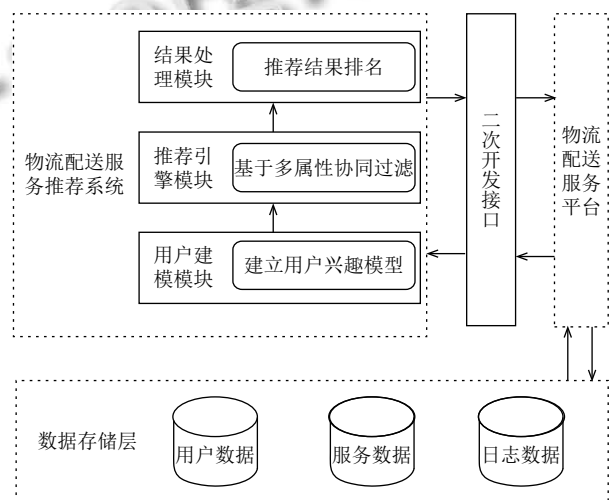 结果处
理模块
推荐结果排名
物流配送服
务推荐系统
推荐引
擎模块
基于多属性协同过滤
用户建
模模块
建立用户兴趣模型
二次开发接口
物流
配送
服务
平台
数据存储层
用户数据
服务数据
日志数据